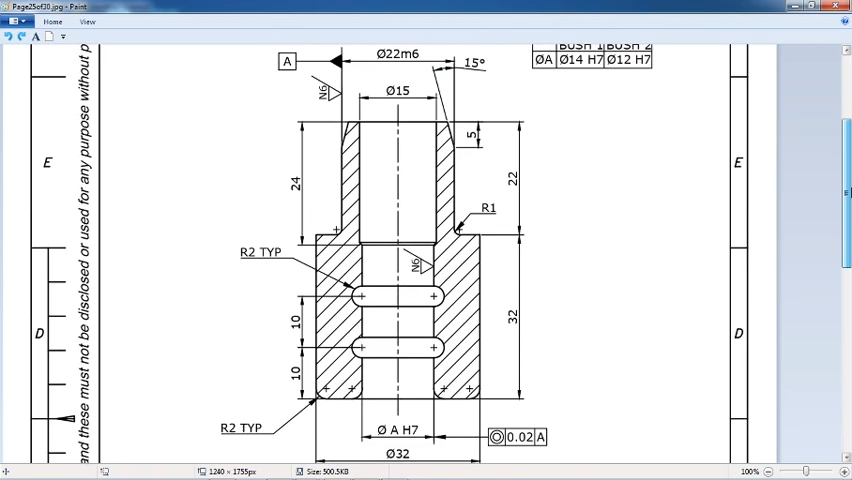 Page25of30.jpg - Paint
Home View
A
BUSH 1 BUSH 2
ØA Ø14 H7 Ø12 H7
A
Ø22m6
15°
N6
Ø15
5
E
E
24
22
R1
R2 TYP
N6
10
32
D
D
10
R2 TYP
Ø A H7
0.02 A
Ø32
and these must not be disclosed or used for any purpose without p
1240 × 1755px
Size: 500.5KB
100%